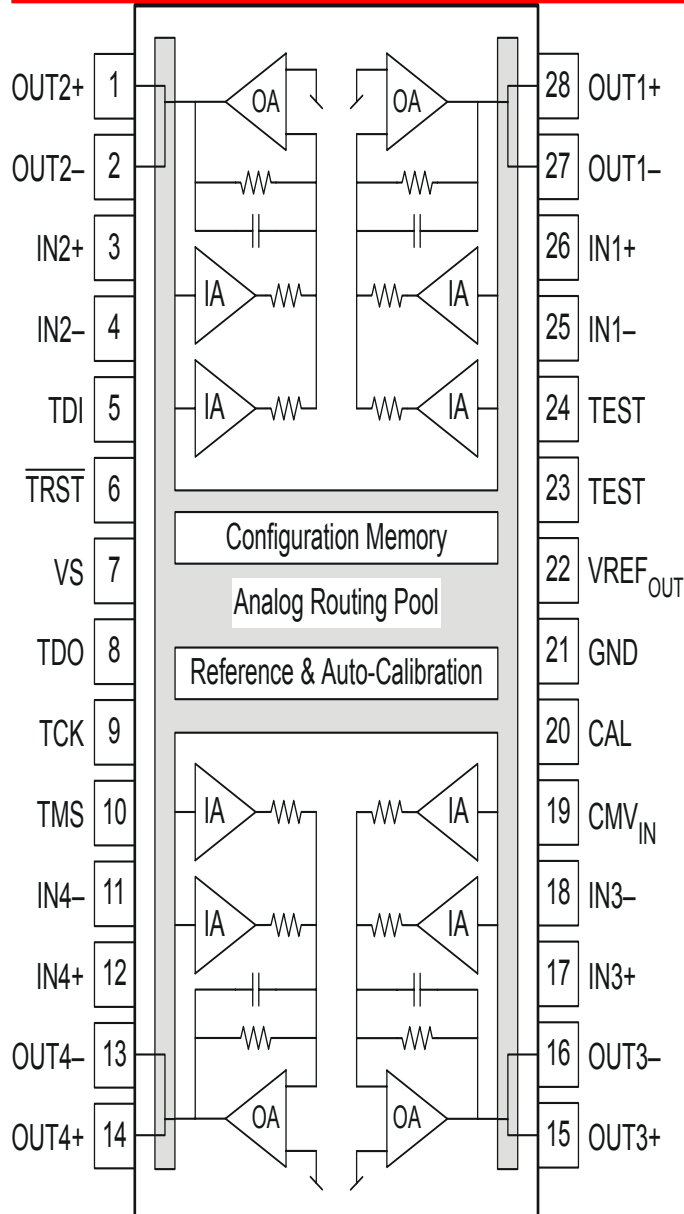 OUT2+ 1
OUT2– 2
IN2+ 3
IN2– 4
TDI 5
TRST 6
VS 7
TDO 8
TCK 9
TMS 10
IN4– 11
IN4+ 12
OUT4– 13
OUT4+ 14
OA OA
IA IA
IA IA
Configuration Memory
Analog Routing Pool
Reference & Auto-Calibration
IA IA
IA IA
OA OA
28 OUT1+
27 OUT1–
26 IN1+
25 IN1–
24 TEST
23 TEST
22 VREFOUT
21 GND
20 CAL
19 CMVIN
18 IN3–
17 IN3+
16 OUT3–
15 OUT3+